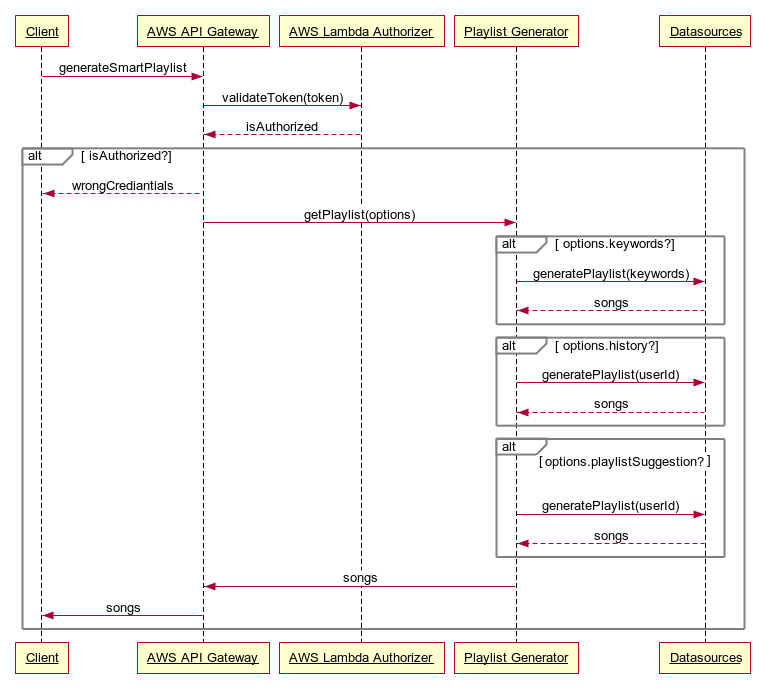 Client
AWS API Gateway
AWS Lambda Authorizer
Playlist Generator
Datasources
generateSmartPlaylist
validateToken(token)
isAuthorized
alt
[ isAuthorized?]
wrongCrediantials
getPlaylist(options)
alt
[ options.keywords?]
generatePlaylist(keywords)
songs
alt
[ options.history?]
generatePlaylist(userId)
songs
alt
[ options.playlistSuggestion? ]
generatePlaylist(userId)
songs
songs
songs
Client
AWS API Gateway
AWS Lambda Authorizer
Playlist Generator
Datasources